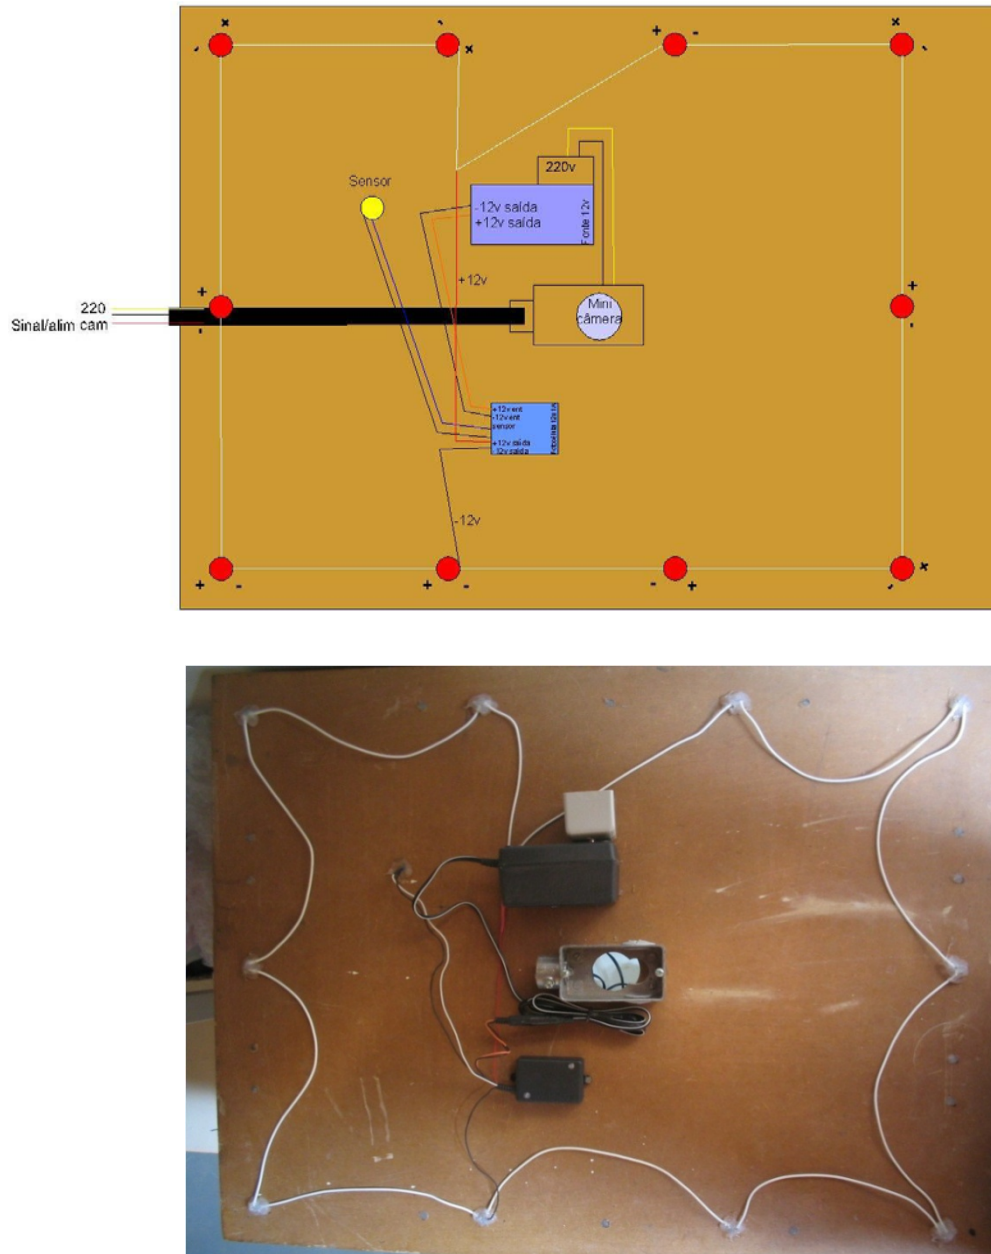 Sensor
220v
-12v saída
+12v saída
Fonte 12v
+12v
220
Sinal/alim cam
Mini
câmera
+12v ent
-12v ent
sensor
+12v saída
-12v saída
-12v